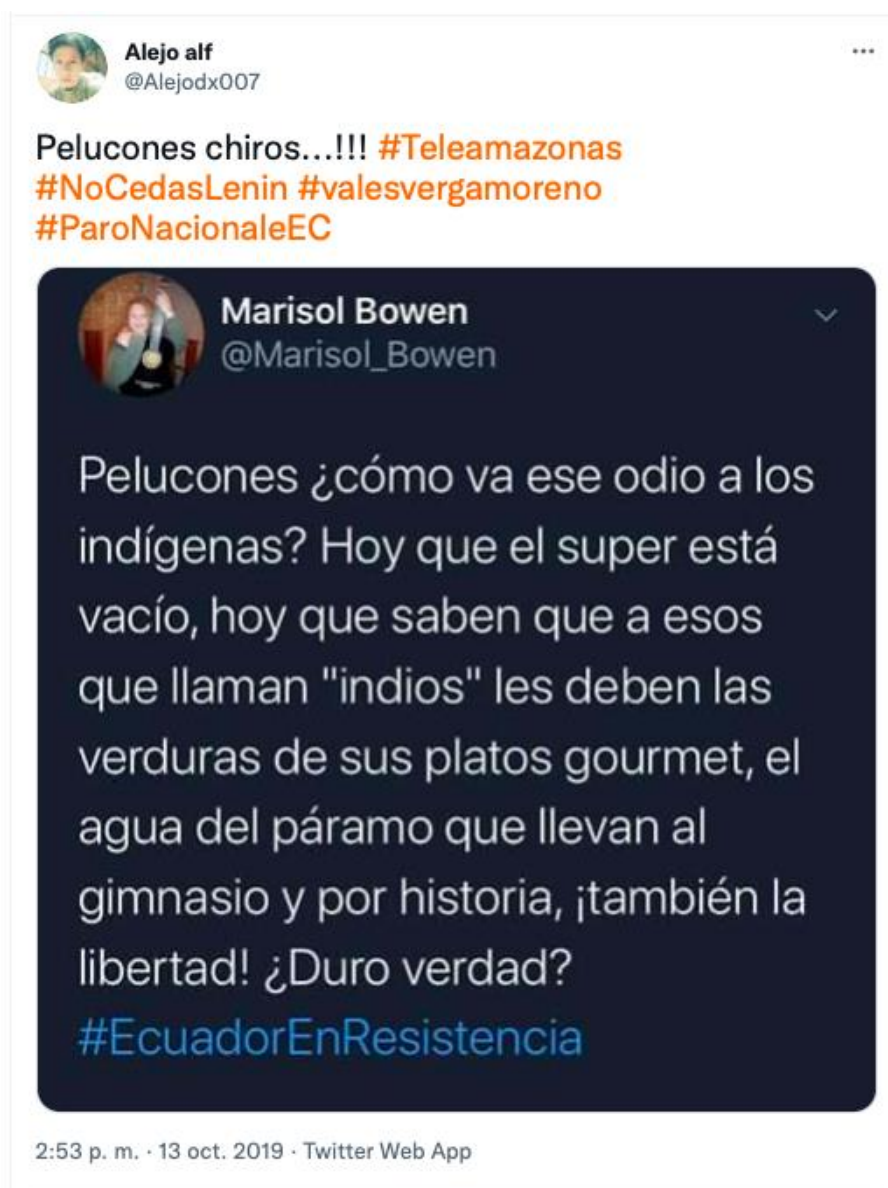 Alejo alf
@Alejodx007
Pelucones chiros...!!! #Teleamazonas
#NoCedasLenin #valesvergamoreno
#ParoNacionaleEC
Marisol Bowen
@Marisol_Bowen
Pelucones ¿cómo va ese odio a los
indígenas? Hoy que el super está
vacío, hoy que saben que a esos
que llaman "indios" les deben las
verduras de sus platos gourmet, el
agua del páramo que llevan al
gimnasio y por historia, ¡también la
libertad! ¿Duro verdad?
#EcuadorEnResistencia
2:53 p. m. · 13 oct. 2019 · Twitter Web App